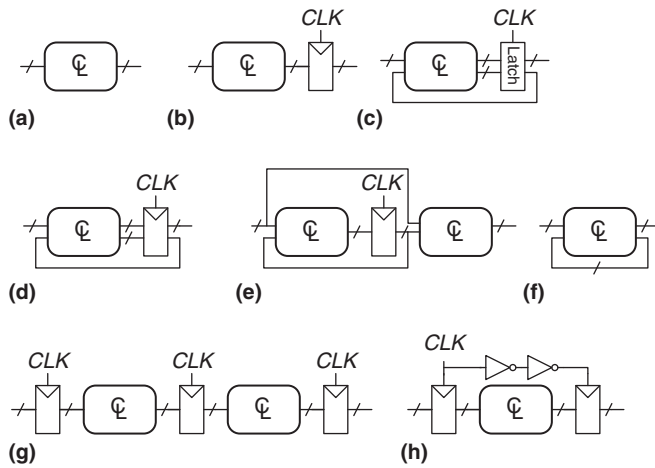 CLK CLK
CL CL CL Latch
(a) (b) (c)
CLK CLK
CL CL CL CL
(d) (e) (f)
CLK CLK CLK CLK
CL CL CL
(g) (h)